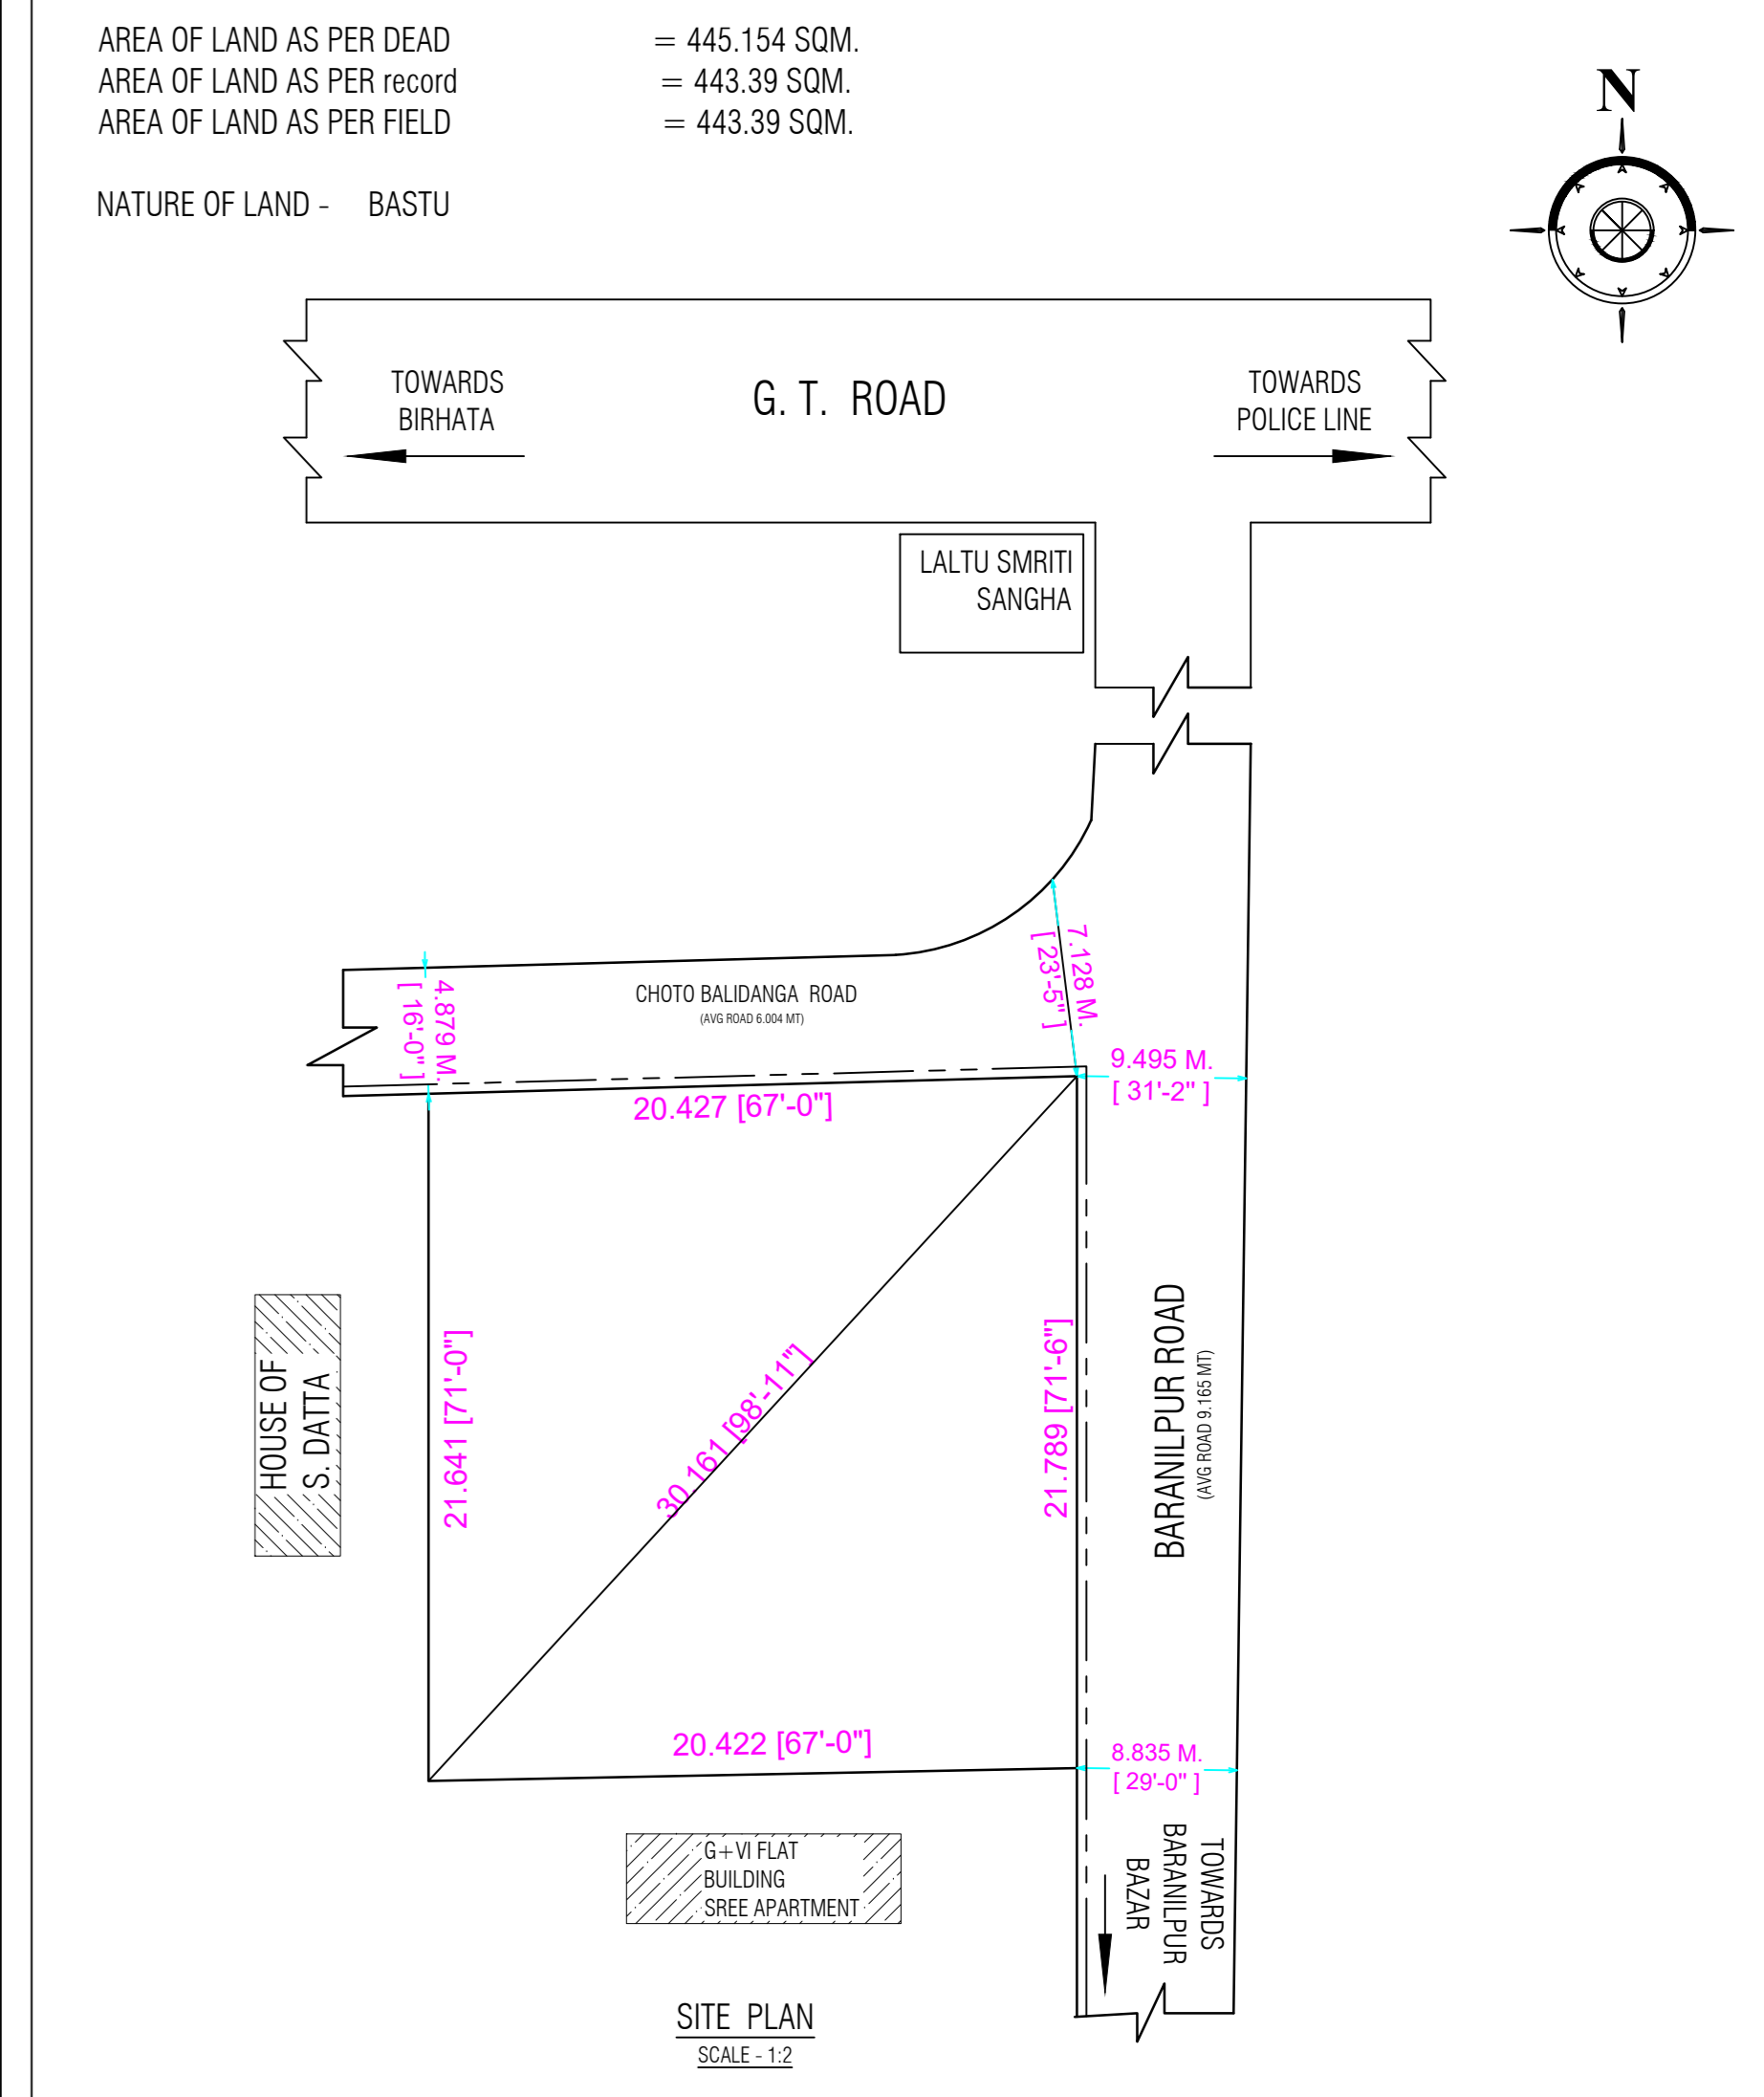 AREA OF LAND AS PER DEAD = 445.154 SQM.
AREA OF LAND AS PER record = 443.39 SQM.
AREA OF LAND AS PER FIELD = 443.39 SQM.
NATURE OF LAND - BASTU
N
TOWARDS
BIRHATA
G. T. ROAD
TOWARDS
POLICE LINE
LALTU SMRITI
SANGHA
7.128 M.
[ 23'-5" ]
4.879 M.
[ 16'-0" ]
CHOTO BALIDANGA ROAD
(AVG ROAD 6.004 MT)
9.495 M.
[ 31'-2" ]
20.427 [67'-0"]
HOUSE OF
S. DATTA
21.641 [71'-0"]
30.161 [98'-11"]
21.789 [71'-6"]
BARANILPUR ROAD
(AVG ROAD 9.165 MT)
20.422 [67'-0"]
8.835 M.
[ 29'-0" ]
TOWARDS
BARANILPUR
BAZAR
G+VI FLAT
BUILDING
SREE APARTMENT
SITE PLAN
SCALE - 1:2